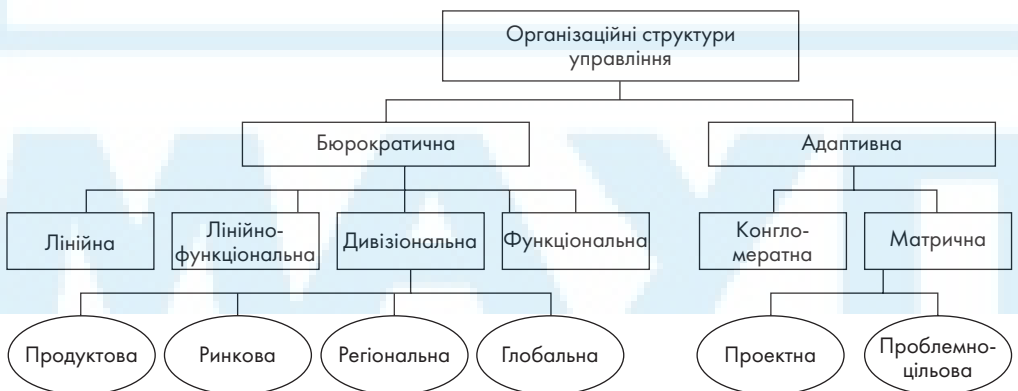 Організаційні структури
управління
Бюрократична
Адаптивна
Лінійна
Лінійно-
функціональна
Дивізіональна
Функціональна
Конгло-
мератна
Матрична
Продуктова
Ринкова
Регіональна
Глобальна
Проектна
Проблемно-
цільова
МАУП